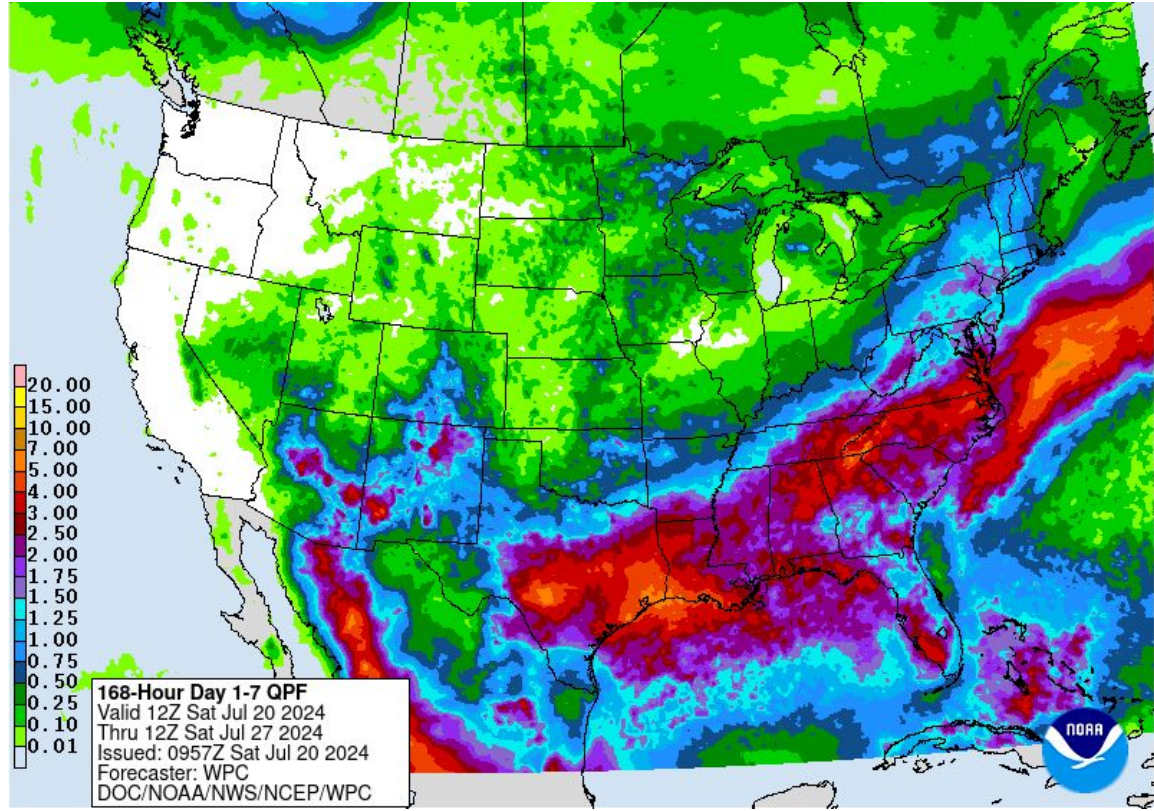 20.00
15.00
10.00
7.00
5.00
4.00
3.00
2.50
2.00
1.75
1.50
1.25
1.00
0.75
0.50
0.25
0.10
0.01
168-Hour Day 1-7 QPF
Valid 12Z Sat Jul 20 2024
Thru 12Z Sat Jul 27 2024
Issued: 0957Z Sat Jul 20 2024
Forecaster: WPC
DOC/NOAA/NWS/NCEP/WPC
NOAA